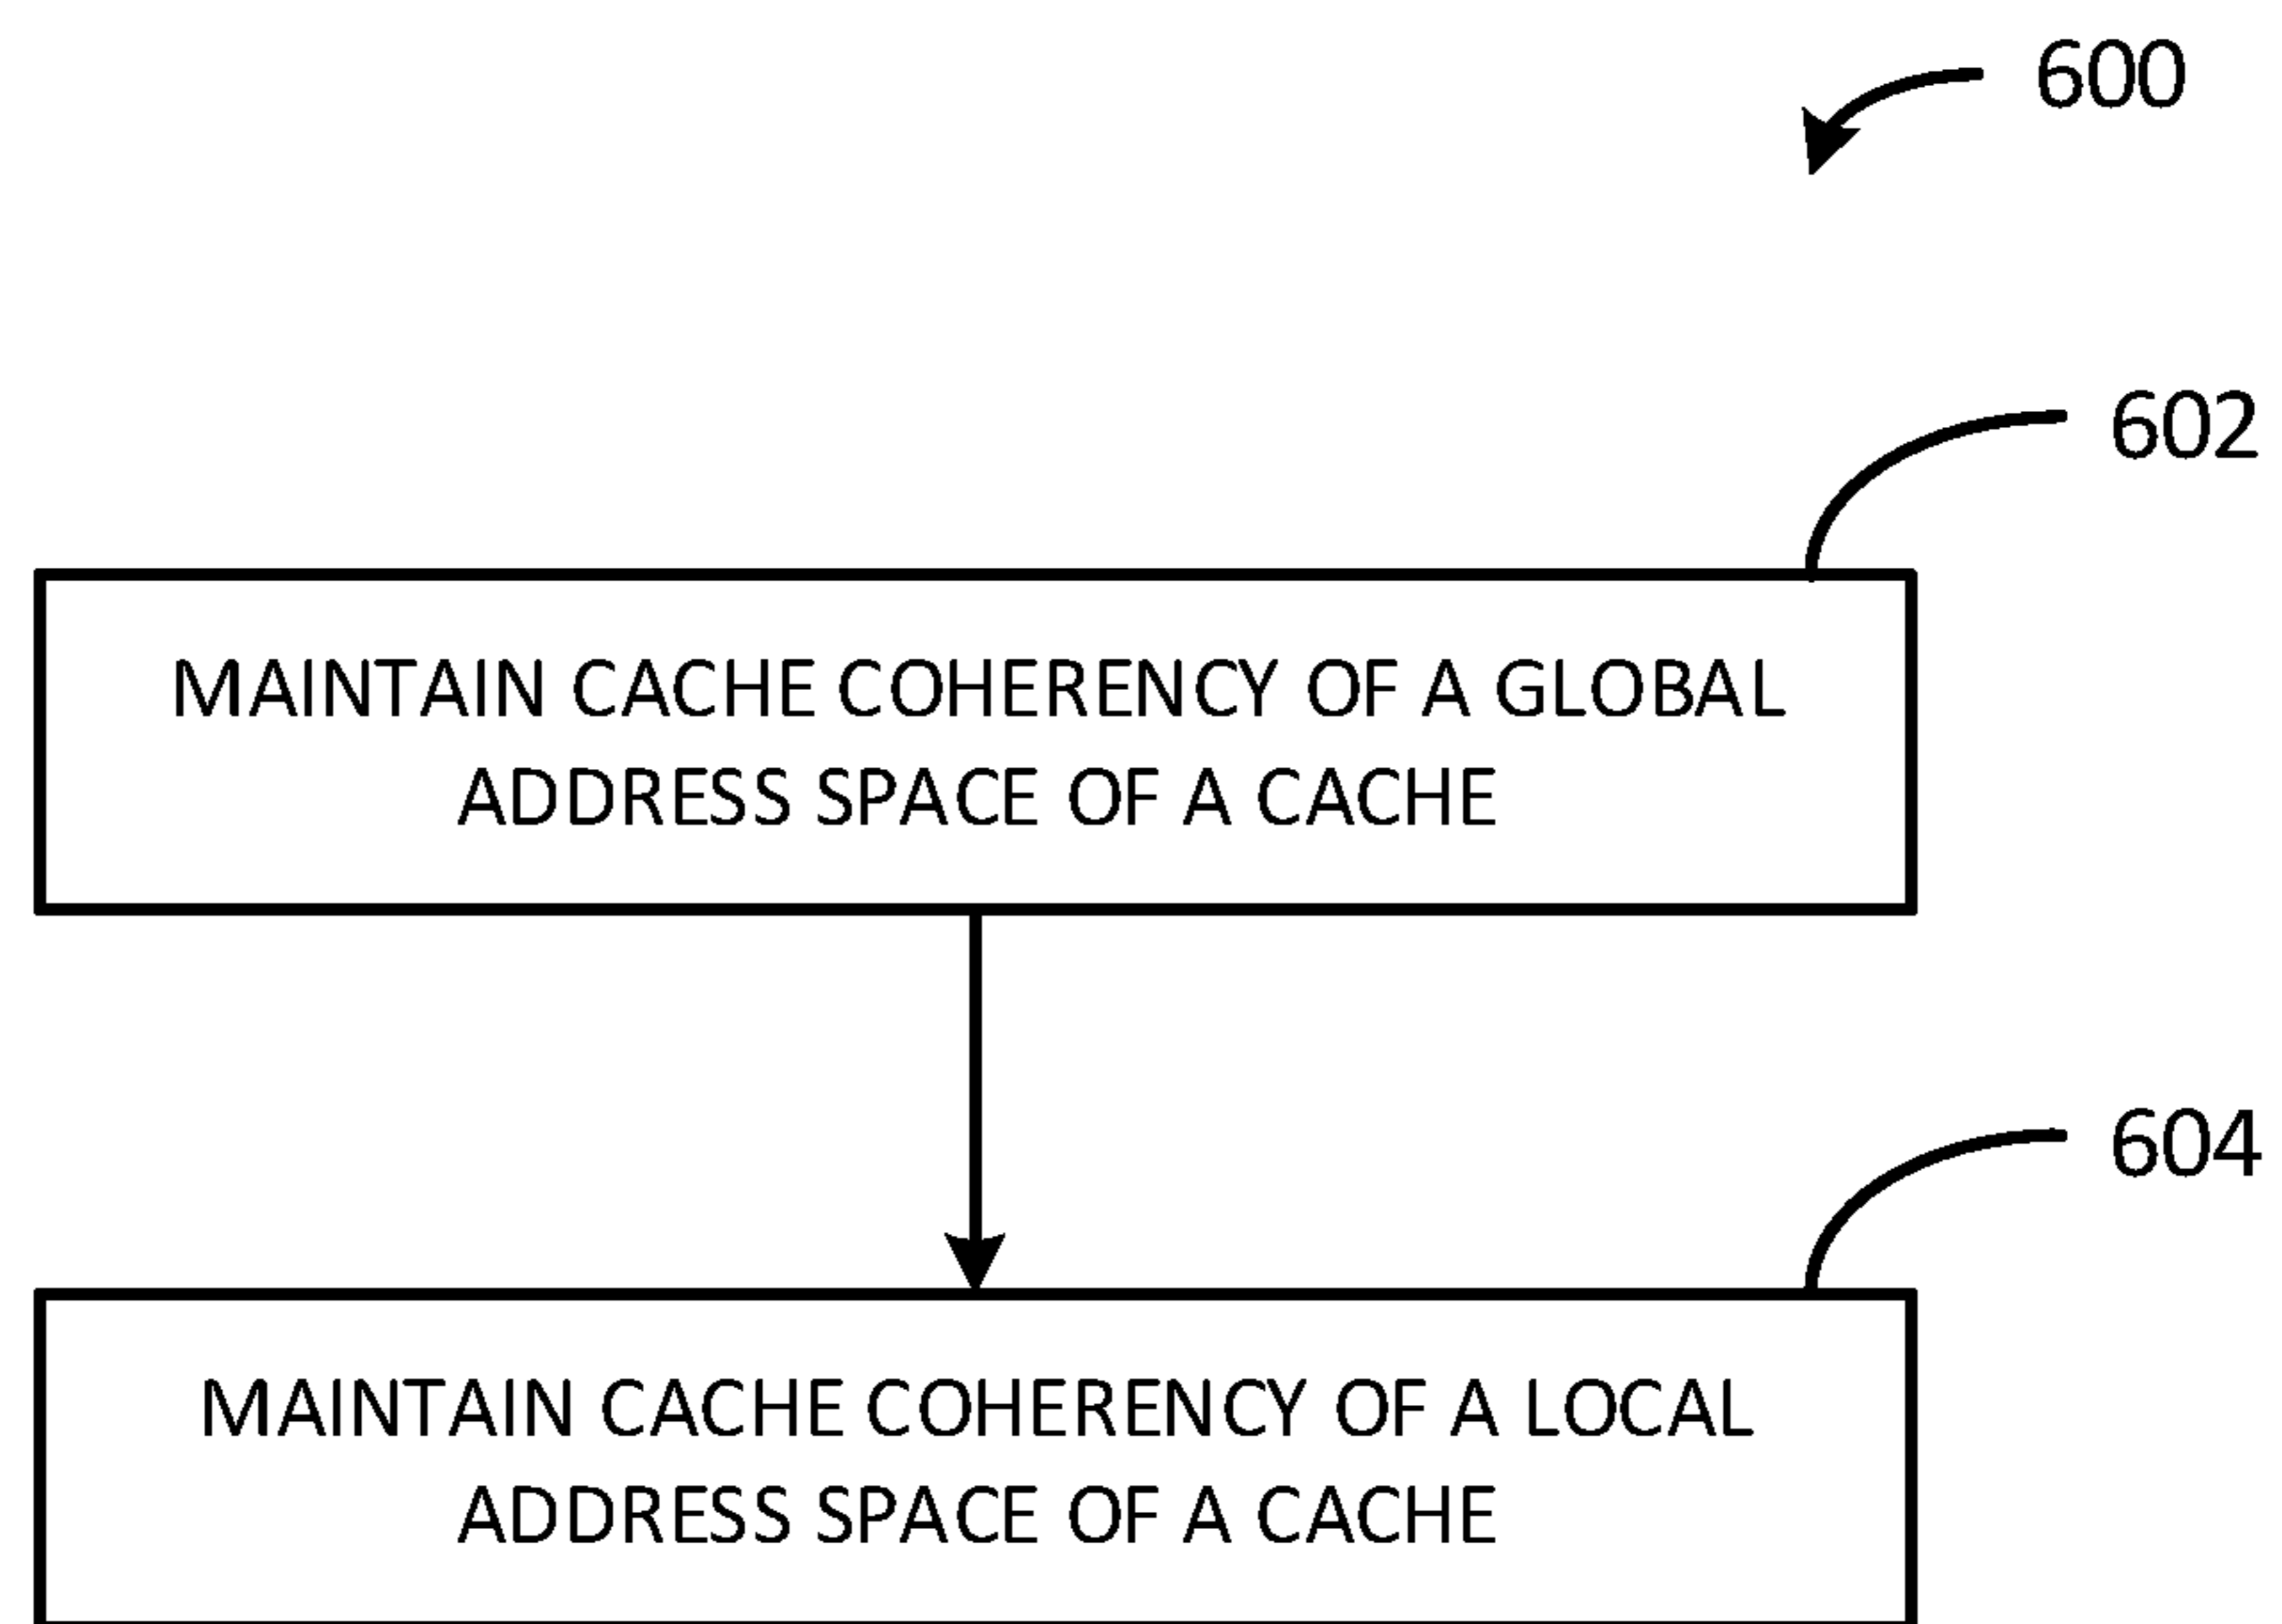 600
602
MAINTAIN CACHE COHERENCY OF A GLOBAL
ADDRESS SPACE OF A CACHE
604
MAINTAIN CACHE COHERENCY OF A LOCAL
ADDRESS SPACE OF A CACHE